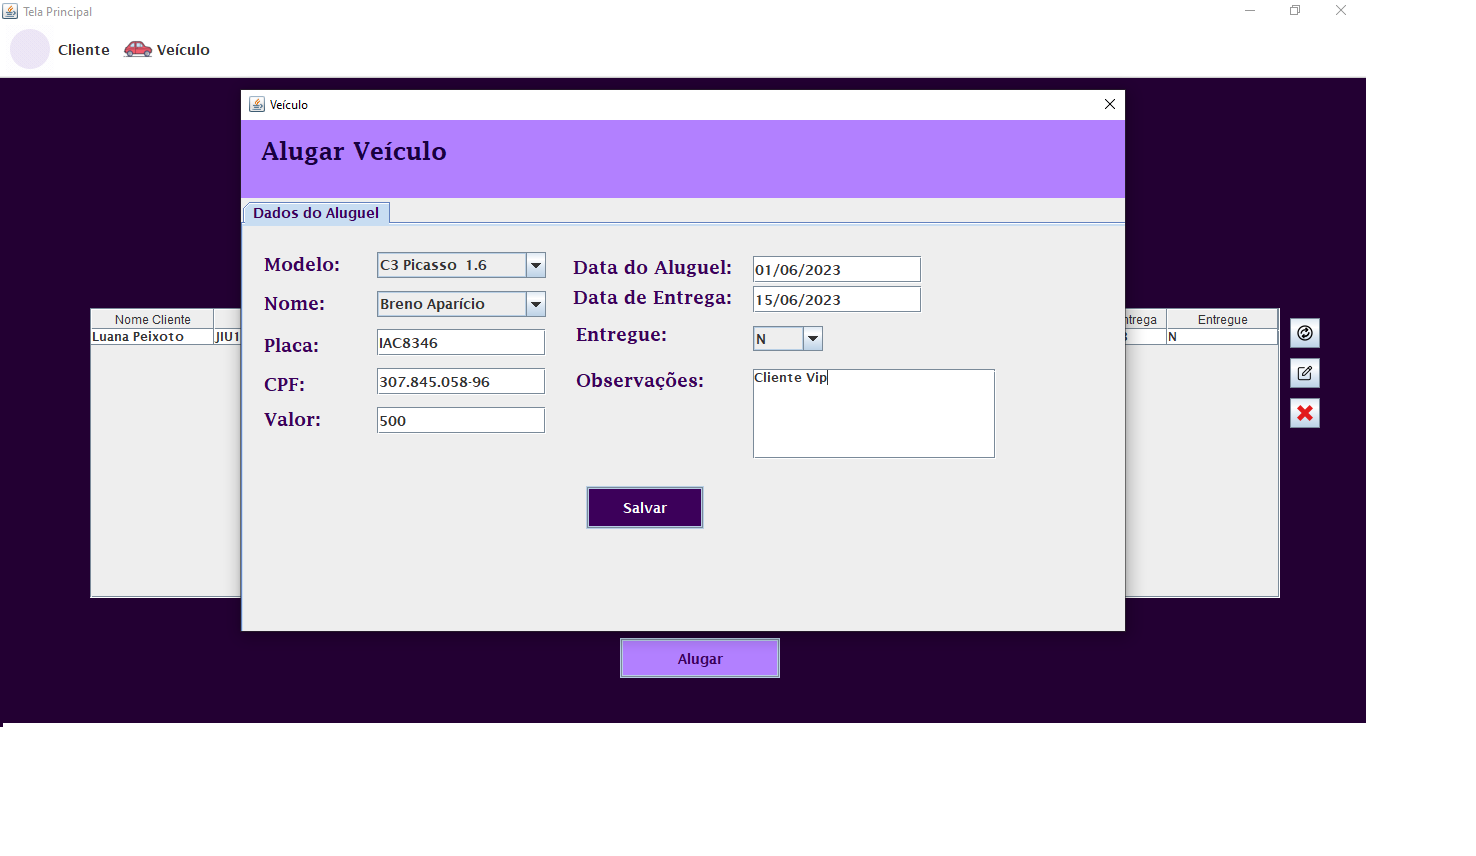 Tela Principal
Cliente Veículo
Veículo
Alugar Veículo
Dados do Aluguel
Modelo: C3 Picasso 1.6
Nome: Breno Aparício
Placa: IAC8346
CPF: 307.845.058-96
Valor: 500
Data do Aluguel: 01/06/2023
Data de Entrega: 15/06/2023
Entregue: N
Observações: Cliente Vip
Salvar
Nome Cliente
Entregue
Luana Peixoto JIU1
N
Alugar